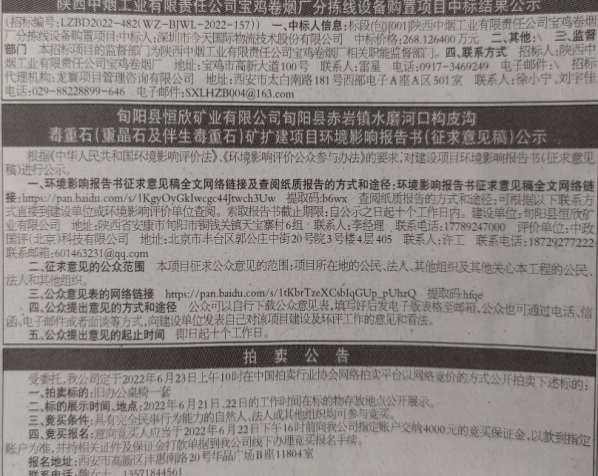 陕西中烟工业有限责任公司宝鸡卷烟厂分拣线设备购置项目中标结果公示
(招标编号:LZBD2022-482(WZ-BJWL-2022-157)) 一、中标人信息:标段(包)[001]陕西中烟工业有限责任公司宝鸡卷烟厂
分拣线设备购置项目:中标人:深圳市今天国际物流技术股份有限公司 中标价格:268.126400万元 二、其他:\ 三、监督
部门 本招标项目的监督部门为陕西中烟工业有限责任公司宝鸡卷烟厂相关职能监督部门。四、联系方式 招标人:陕西中
烟工业有限责任公司宝鸡卷烟厂 地址:宝鸡市高新大道100号 联系人:雷星 电话:0917-3469249 电子邮件:\ 招标
代理机构:龙寰项目管理咨询有限公司 地址:西安市太白南路181号西部电子A座A区501室 联系人:徐小宁、刘宇佳
电话:029-88228899-646 电子邮件:SXLHZB004@163.com
旬阳县恒欣矿业有限公司旬阳县赤岩镇水磨河口构皮沟
毒重石(重晶石及伴生毒重石)矿扩建项目环境影响报告书(征求意见稿)公示
根据《中华人民共和国环境影响评价法》、《环境影响评价公众参与办法》的要求,对建设项目环境影响报告书(征求意见
稿)进行公示。
一、环境影响报告书征求意见稿全文网络链接及查阅纸质报告的方式和途径:环境影响报告书征求意见稿全文网络链
接:https://pan.baidu.com/s/1KgyOyGkIwcgc44Jtwch3Uw 提取码:b6wx 查阅纸质报告的方式和途径:可根据以下联系方
式直接到建设单位或环境影响评价单位查阅。索取报告书截止期限:自公示之日起十个工作日内。建设单位:旬阳县恒欣矿
业有限公司 地址:陕西省安康市旬阳市铜钱关镇天宝寨村6组 联系人:李经理 联系电话:17789247000 评价单位:中政
国评(北京)科技有限公司 地址:北京市丰台区郭公庄中街20号院3号楼4层405 联系人:许工 联系电话:18729277222
联系邮箱:601463231@qq.com
二、征求意见的公众范围 本项目征求公众意见的范围:项目所在地的公民、法人、其他组织及其他关心本工程的公民、
法人和其他组织。
三、公众意见表的网络链接 https://pan.baidu.com/s/1tKbrTzeXCsbIqGUp_pUhrQ 提取码:hfqe
四、公众提出意见的方式和途径 公众可以自行下载公众意见表,填写好后发电子版表格至邮箱,公众也可通过电话、信
函、电子邮件或者面谈等方式,向建设单位发表自己对该项目建设及环评工作的意见和看法。
五、公众提出意见的起止时间 即日起十个工作日。
拍卖公告
受委托,我公司定于2022年6月23日上午10时在中国拍卖行业协会网络拍卖平台以网络竞价的方式公开拍卖下述标的:
一、拍卖标的:旧办公桌椅一套
二、标的展示时间、地点:2022年6月21、22日的工作时间在标的物存放地点公开展示。
三、竞买条件:具有完全民事行为能力的自然人、法人或其他组织均可参与竞买。
四、竞买报名:意向竞买人应当于2022年6月22日下午16时前向我公司指定账户交纳4000元的竞买保证金,以款到指定
账户为准,并持相关证件及保证金打款单据到我公司线下办理竞买报名手续。
报名地址:西安市高新区沣惠南路20号华晶广场B座11804室
13571844561